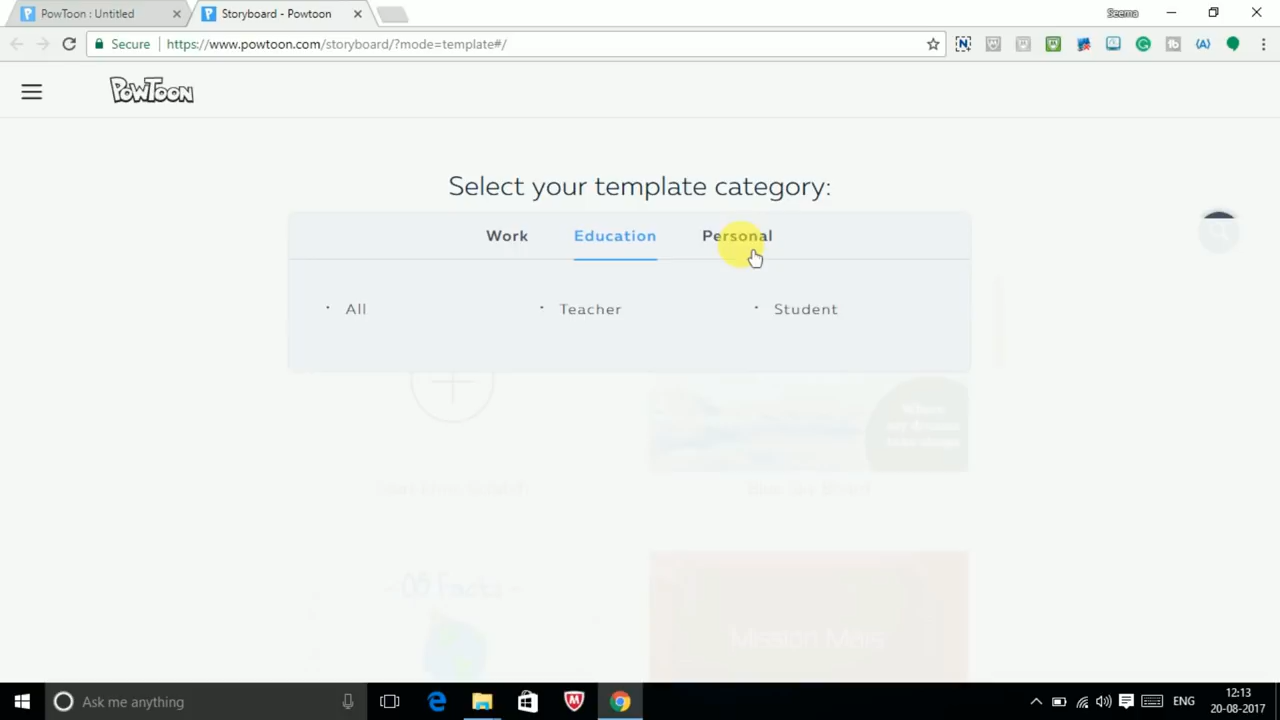 PowToon : Untitled
Storyboard - Powtoon
Seema
Secure
https://www.powtoon.com/storyboard/?mode=template#/
POWTOON
Select your template category:
Work
Education
Personal
All
Teacher
Student
Mission Mars
Ask me anything
ENG
12:13
20-08-2017